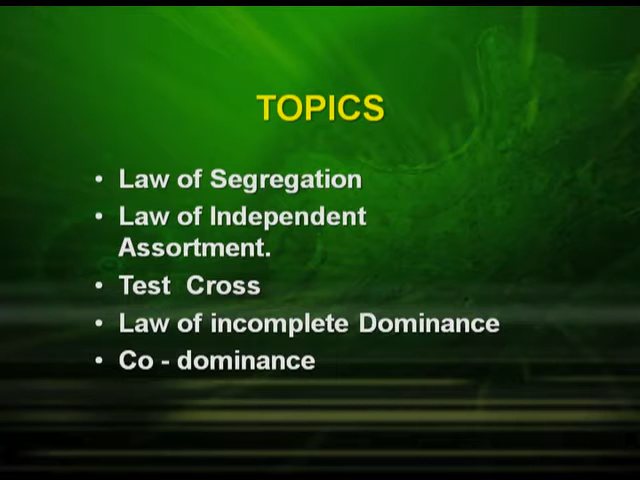 TOPICS
• Law of Segregation
• Law of Independent
Assortment.
• Test  Cross
• Law of incomplete Dominance
• Co - dominance